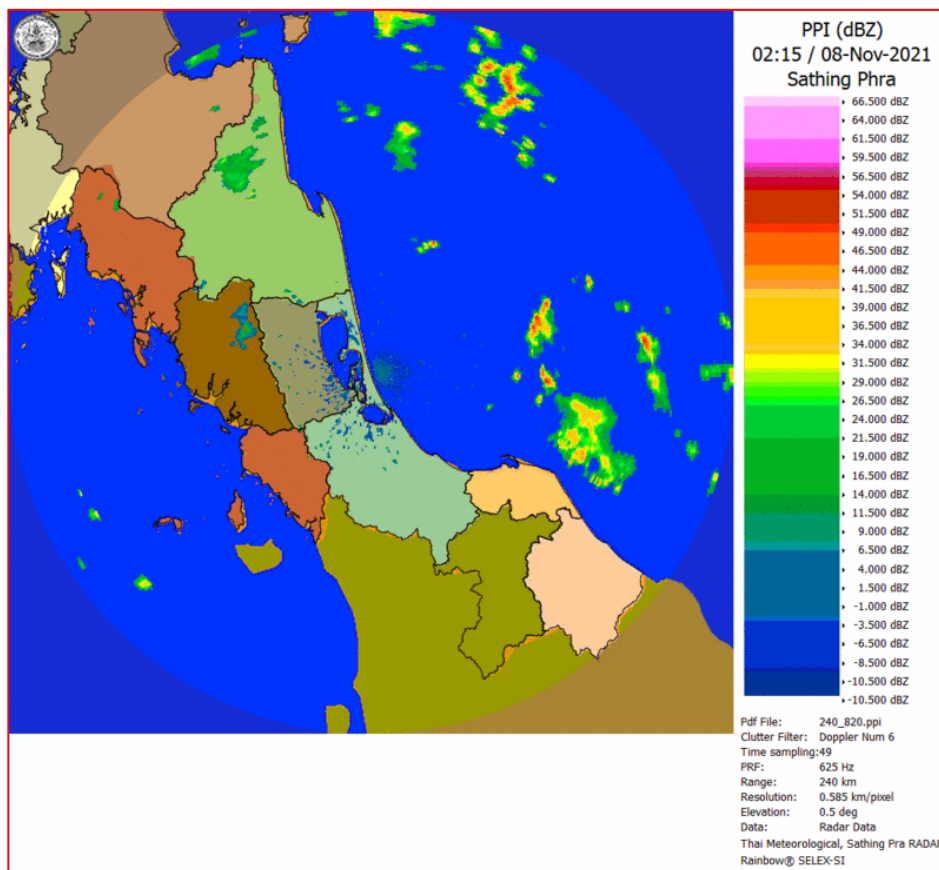 PPI (dBZ)
02:15 / 08-Nov-2021
Sathing Phra
66.500 dBZ
64.000 dBZ
61.500 dBZ
59.500 dBZ
56.500 dBZ
54.000 dBZ
51.500 dBZ
49.000 dBZ
46.500 dBZ
44.000 dBZ
41.500 dBZ
39.000 dBZ
36.500 dBZ
34.000 dBZ
31.500 dBZ
29.000 dBZ
26.500 dBZ
24.000 dBZ
21.500 dBZ
19.000 dBZ
16.500 dBZ
14.000 dBZ
11.500 dBZ
9.000 dBZ
6.500 dBZ
4.000 dBZ
1.500 dBZ
-1.000 dBZ
-3.500 dBZ
-6.500 dBZ
-8.500 dBZ
-10.500 dBZ
-10.500 dBZ
Pdf File: 240_820.ppi
Clutter Filter: Doppler Num 6
Time sampling:49
PRF: 625 Hz
Range: 240 km
Resolution: 0.585 km/pixel
Elevation: 0.5 deg
Data: Radar Data
Thai Meteorological, Sathing Pra RADAR
Rainbow® SELEX-SI